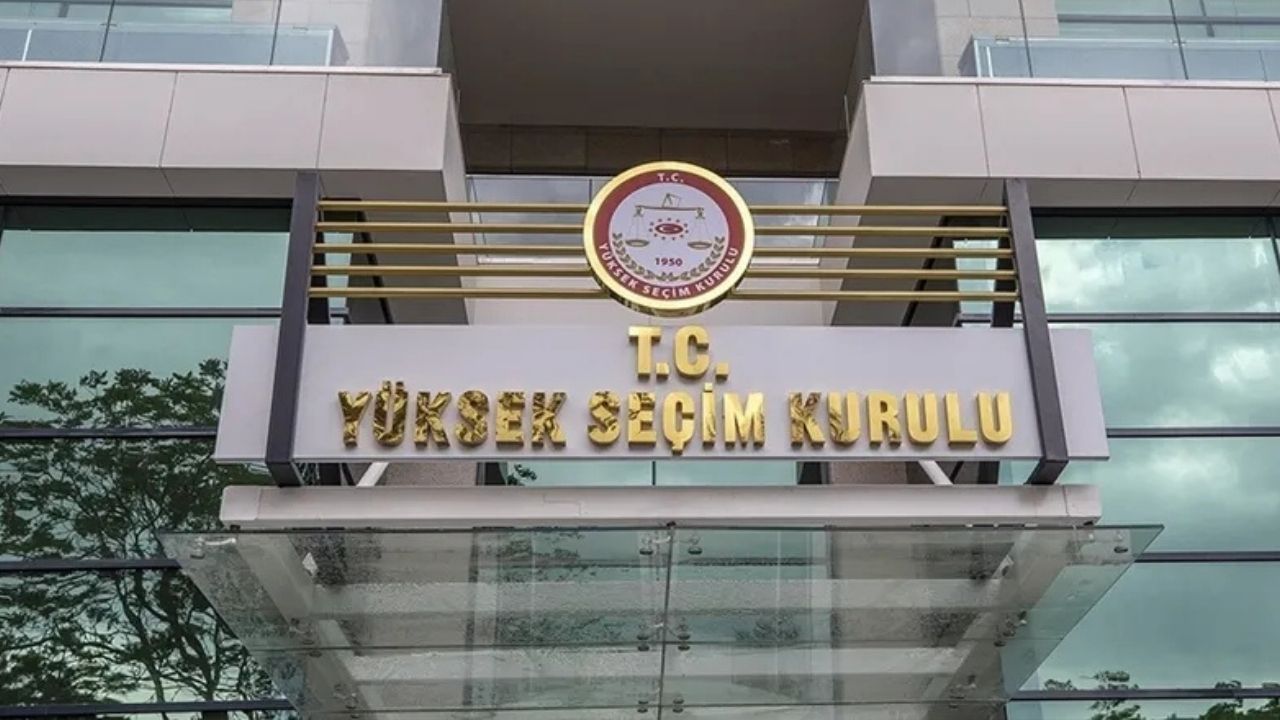 T.C.
1950
YÜKSEK SEÇİM KURULU
T.C.
YÜKSEK SEÇİM KURULU